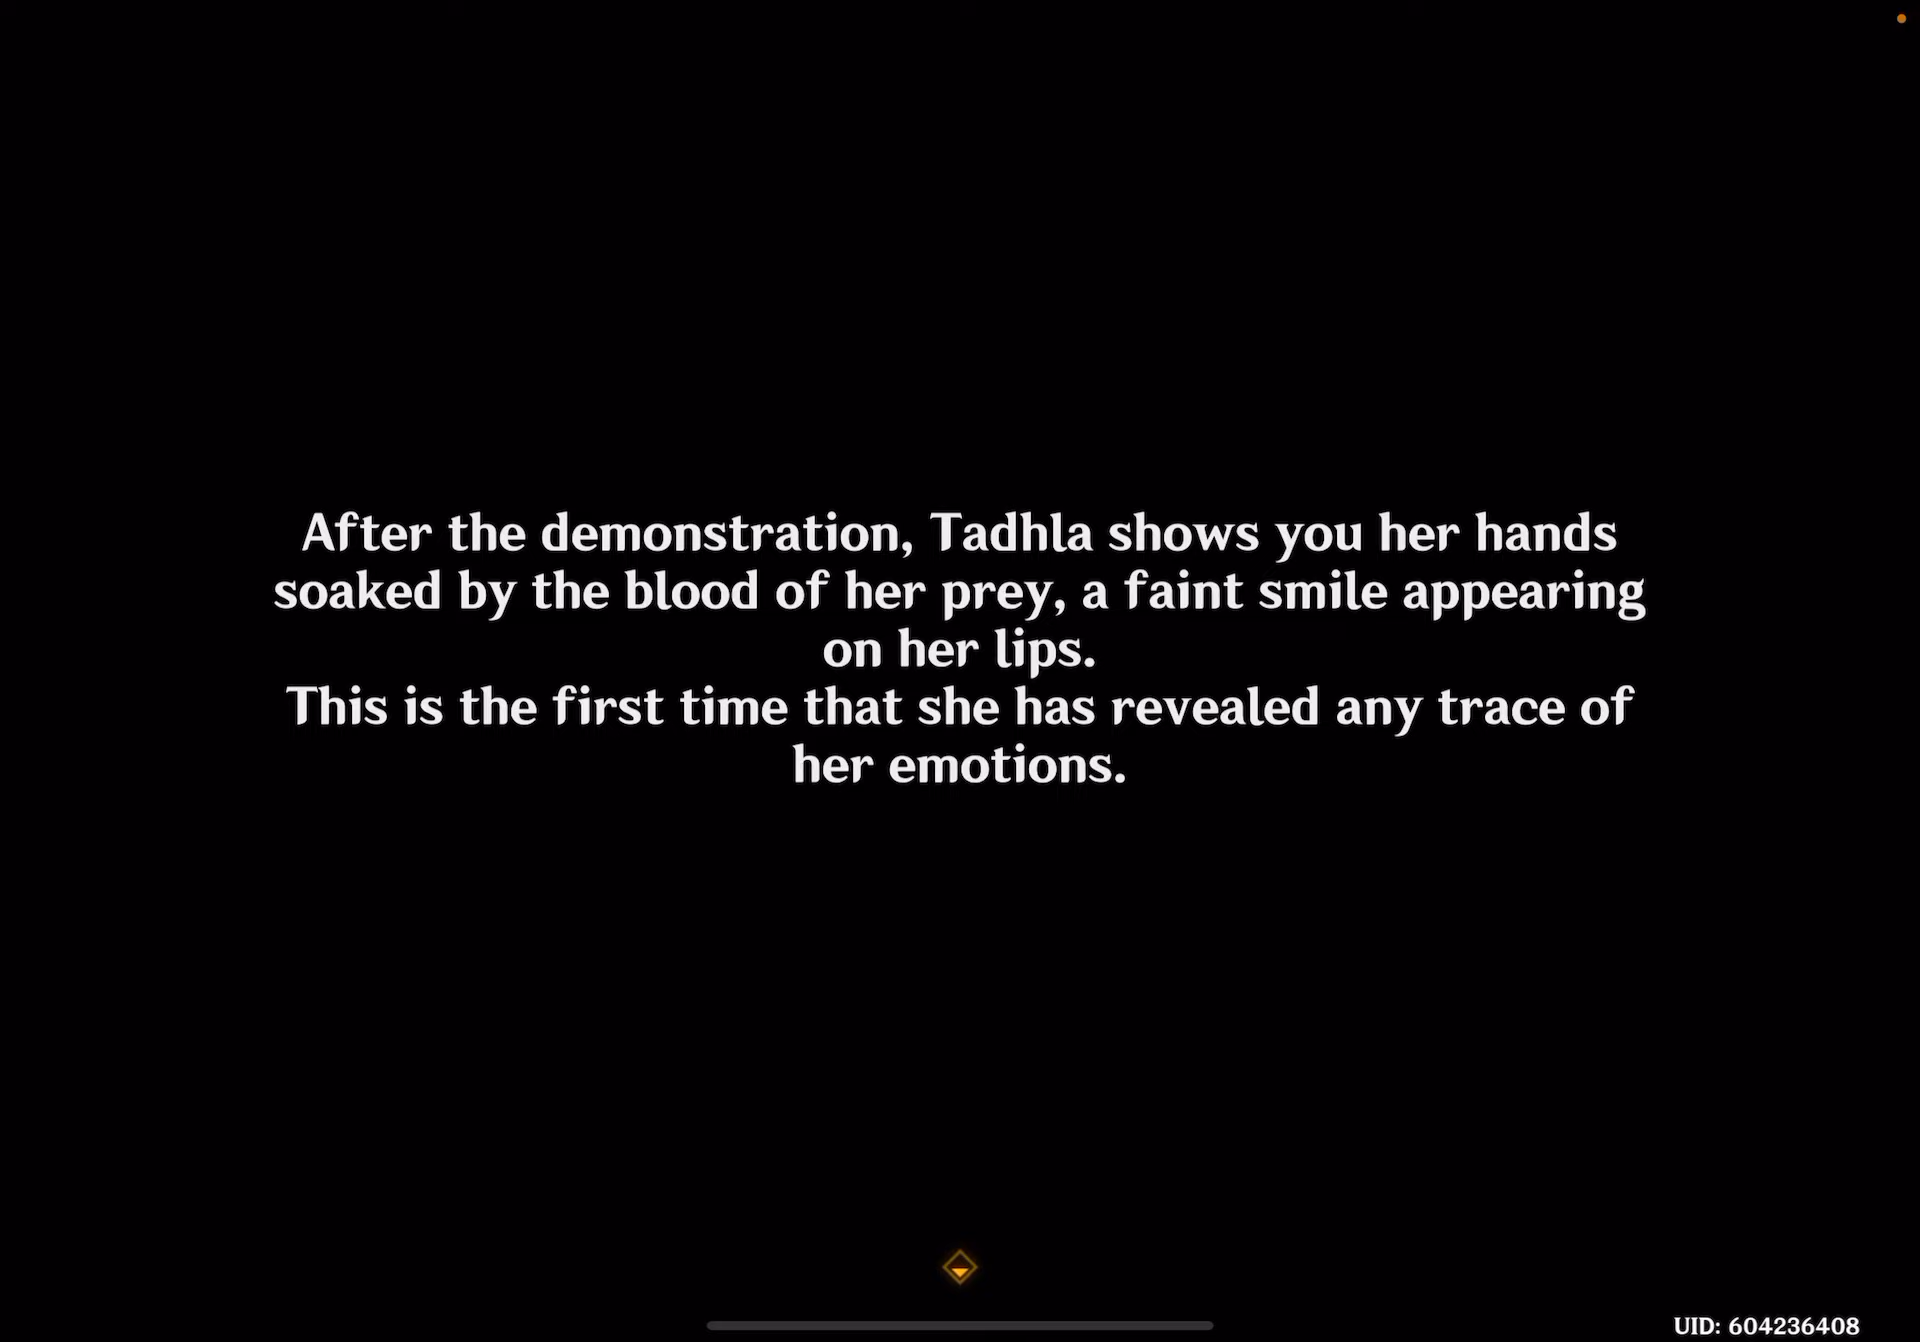 After the demonstration, Tadhla shows you her hands
soaked by the blood of her prey, a faint smile appearing
on her lips.
This is the first time that she has revealed any trace of
her emotions.
UID: 604236408